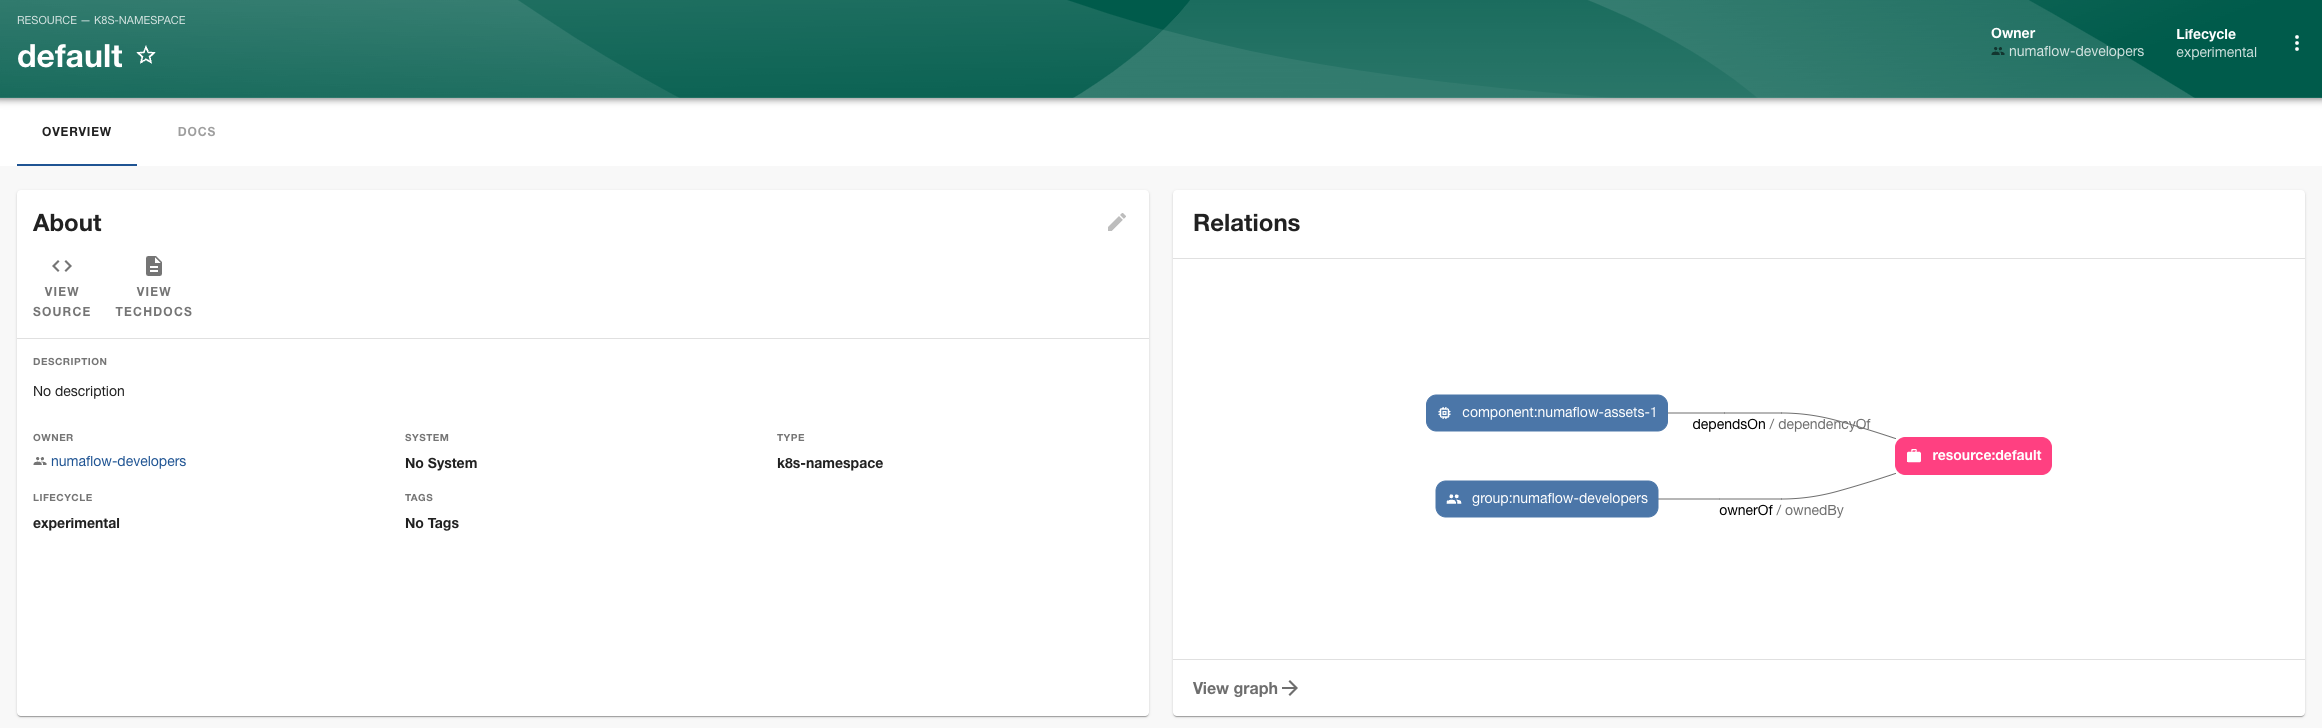 RESOURCE — K8S-NAMESPACE
default
Owner
numaflow-developers
Lifecycle
experimental
OVERVIEW
DOCS
About
VIEW
SOURCE
VIEW
TECHDOCS
DESCRIPTION
No description
OWNER
numaflow-developers
SYSTEM
No System
TYPE
k8s-namespace
LIFECYCLE
experimental
TAGS
No Tags
Relations
component:numaflow-assets-1
dependsOn / dependencyOf
resource:default
group:numaflow-developers
ownerOf / ownedBy
View graph